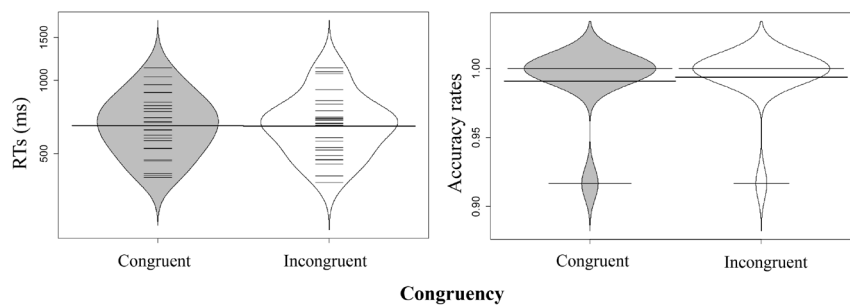 RTs (ms)
1500
1000
500
Congruent
Incongruent
Accuracy rates
1.00
0.95
0.90
Congruent
Incongruent
Congruency